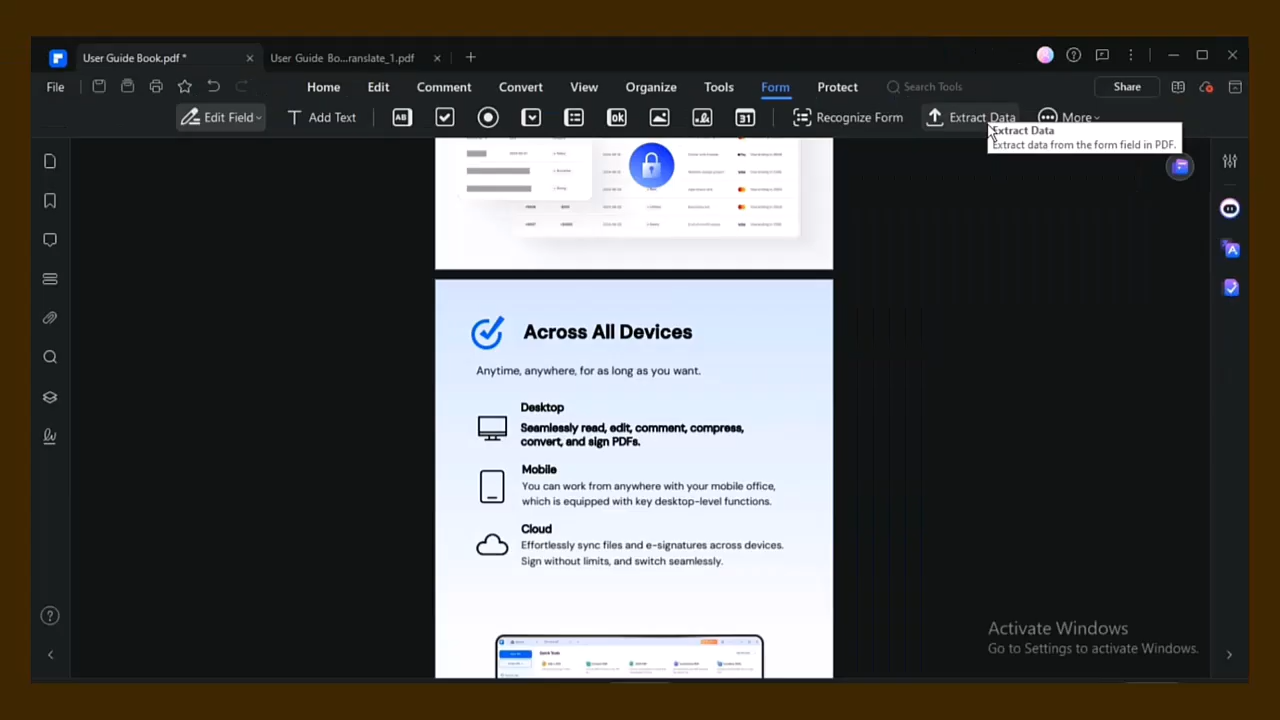 User Guide Book.pdf *
User Guide Bo...ranslate_1.pdf
File
Home
Edit
Comment
Convert
View
Organize
Tools
Form
Protect
Search Tools
Share
Edit Field
Add Text
AB
ok
31
Recognize Form
Extract Data
More
Extract Data
Extract data from the form field in PDF.
Across All Devices
Anytime, anywhere, for as long as you want.
Desktop
Seamlessly read, edit, comment, compress,
convert, and sign PDFs.
Mobile
You can work from anywhere with your mobile office,
which is equipped with key desktop-level functions.
Cloud
Effortlessly sync files and e-signatures across devices.
Sign without limits, and switch seamlessly.
Quick Tools
Activate Windows
Go to Settings to activate Windows.